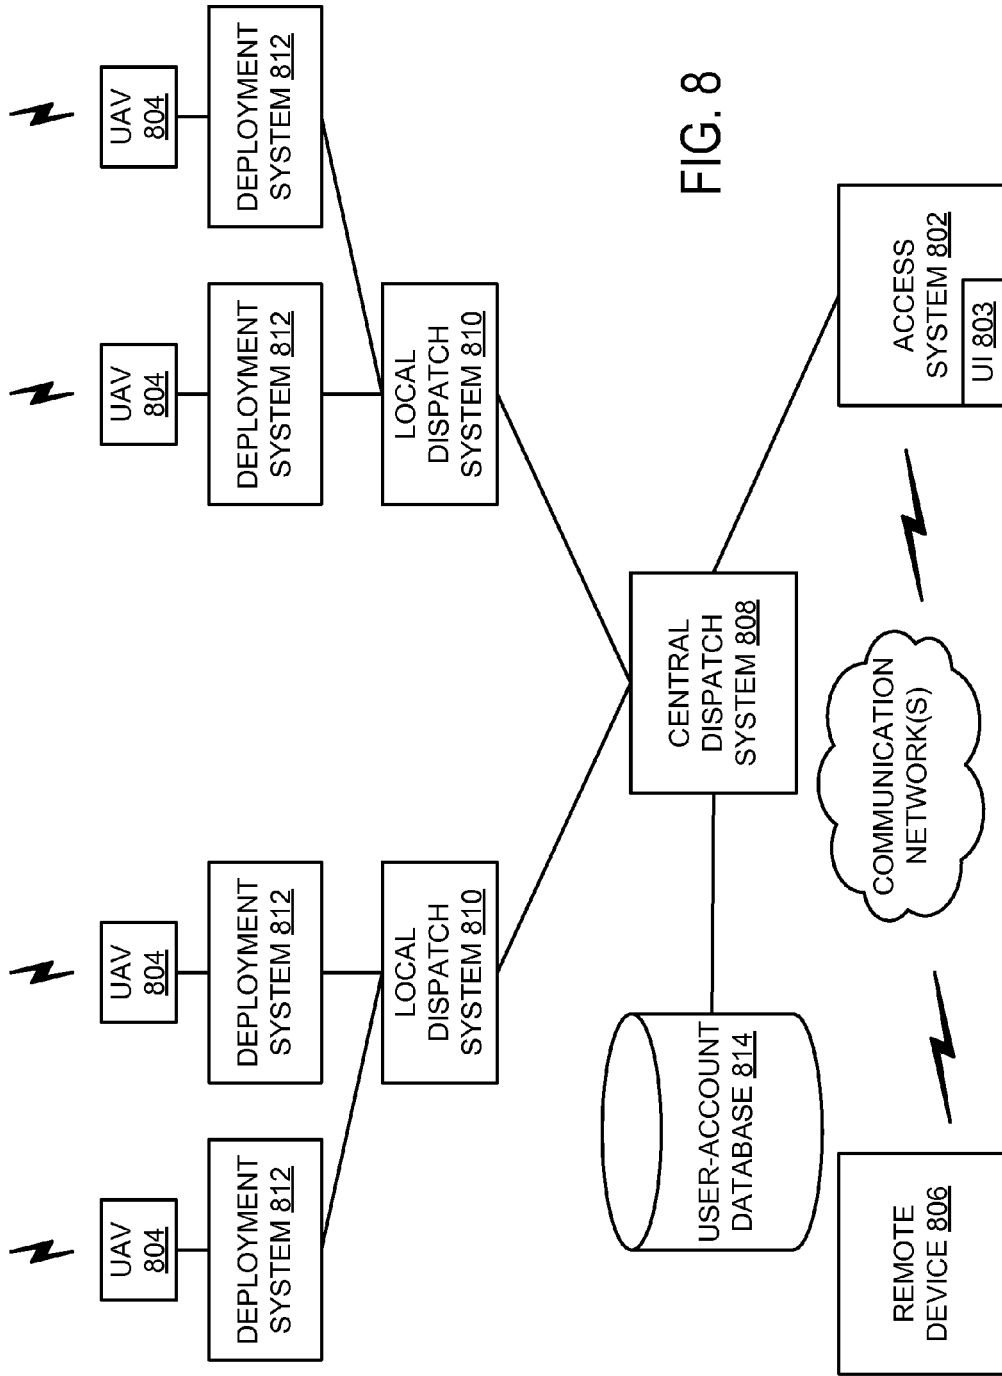 UAV
804
UAV
804
UAV
804
UAV
804
DEPLOYMENT
SYSTEM 812
DEPLOYMENT
SYSTEM 812
DEPLOYMENT
SYSTEM 812
DEPLOYMENT
SYSTEM 812
LOCAL
DISPATCH
SYSTEM 810
LOCAL
DISPATCH
SYSTEM 810
USER-ACCOUNT
DATABASE 814
CENTRAL
DISPATCH
SYSTEM 808
FIG. 8
REMOTE
DEVICE 806
COMMUNICATION
NETWORK(S)
ACCESS
SYSTEM 802
UI 803